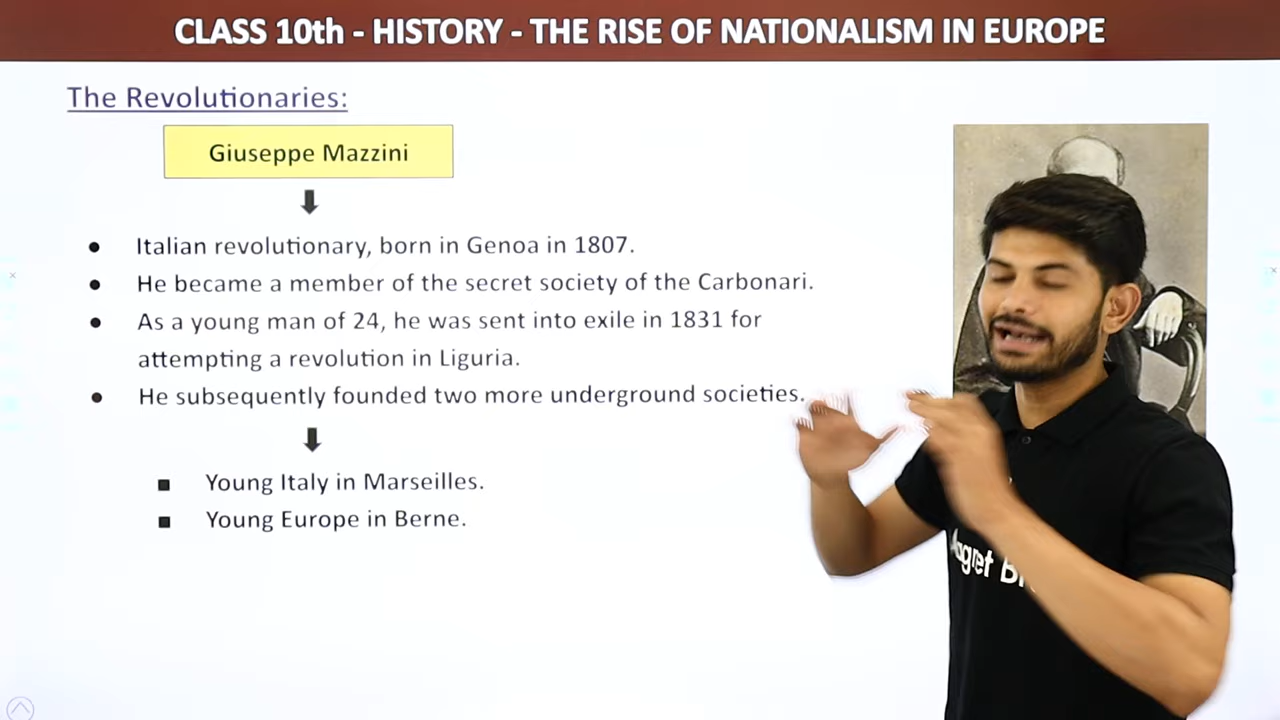 CLASS 10th - HISTORY - THE RISE OF NATIONALISM IN EUROPE
The Revolutionaries:
Giuseppe Mazzini
● Italian revolutionary, born in Genoa in 1807.
● He became a member of the secret society of the Carbonari.
● As a young man of 24, he was sent into exile in 1831 for
attempting a revolution in Liguria.
● He subsequently founded two more underground societies.
■ Young Italy in Marseilles.
■ Young Europe in Berne.